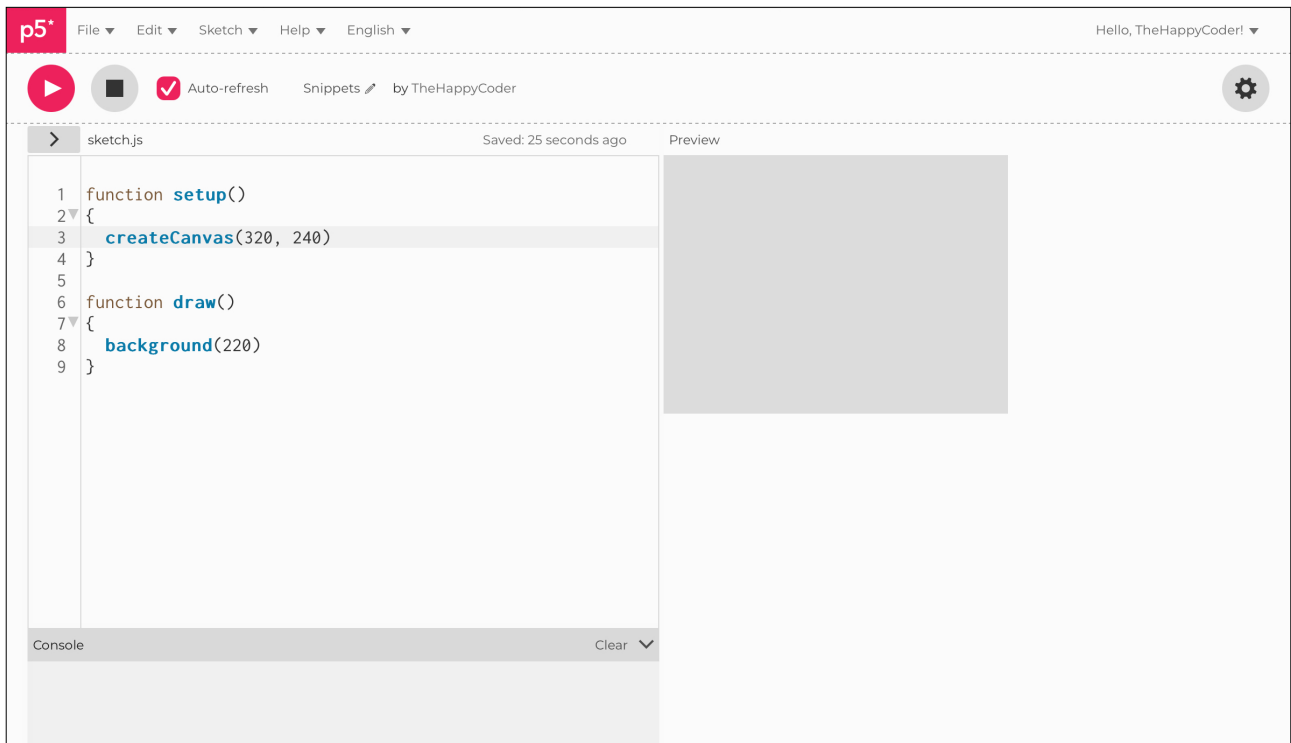 p5* File Edit Sketch Help English Hello, TheHappyCoder!
Auto-refresh Snippets by TheHappyCoder
sketch.js Saved: 25 seconds ago Preview
1 function setup()
2 {
3 createCanvas(320, 240)
4 }
5
6 function draw()
7 {
8 background(220)
9 }
Console Clear